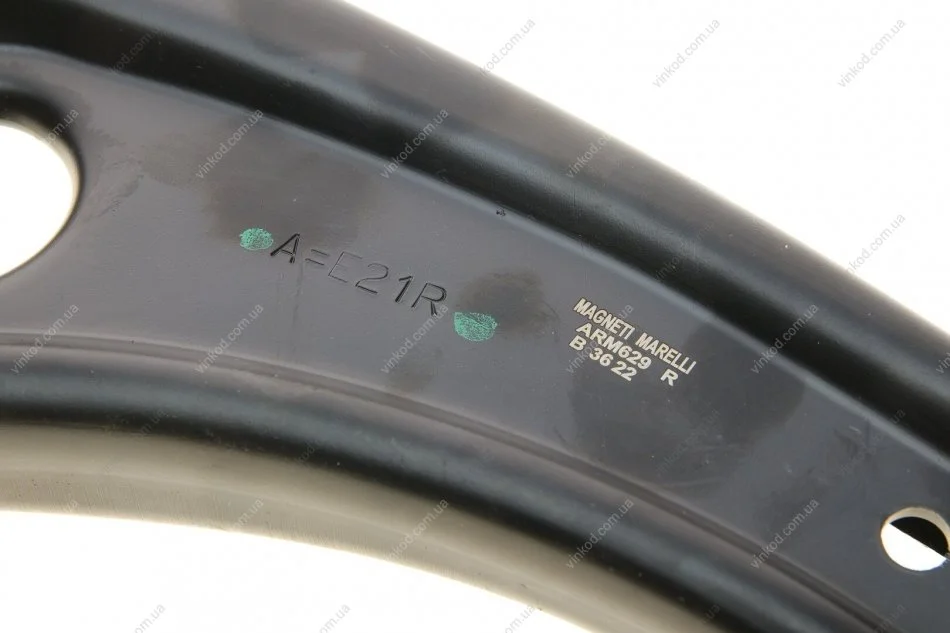 A=E21R
MAGNETI MARELLI
ARM629 R
B 36 22
vinkod.com.ua